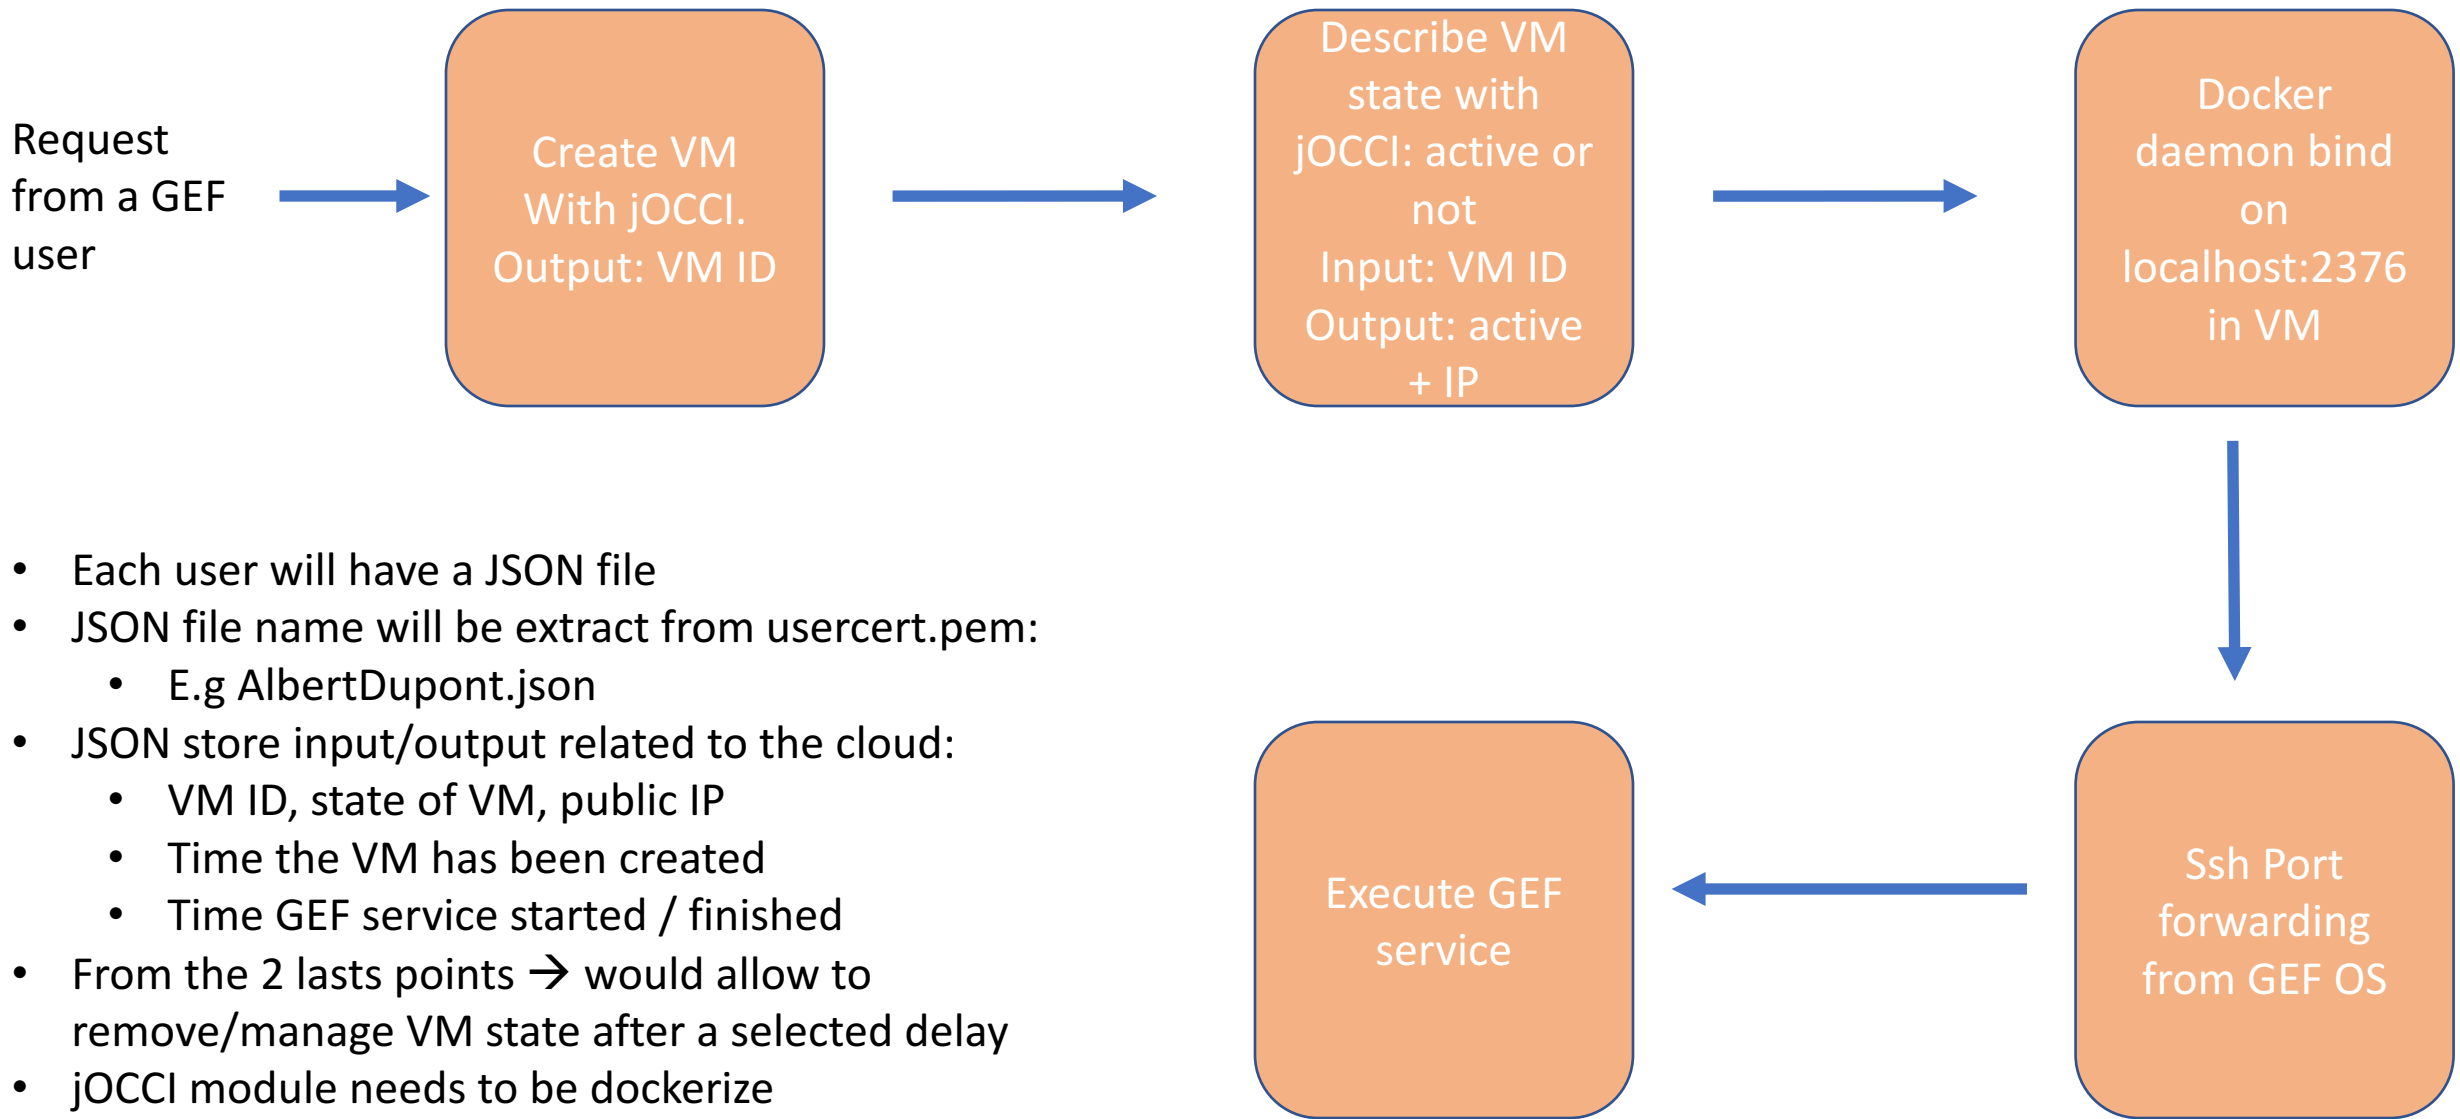 Request
from a GEF
user
Create VM
With jOCCI.
Output: VM ID
Describe VM
state with
jOCCI: active or
not
Input: VM ID
Output: active
+ IP
Docker
daemon bind
on
localhost:2376
in VM
Ssh Port
forwarding
from GEF OS
Execute GEF
service
• Each user will have a JSON file
• JSON file name will be extract from usercert.pem:
• E.g AlbertDupont.json
• JSON store input/output related to the cloud:
• VM ID, state of VM, public IP
• Time the VM has been created
• Time GEF service started / finished
• From the 2 lasts points → would allow to
remove/manage VM state after a selected delay
• jOCCI module needs to be dockerize